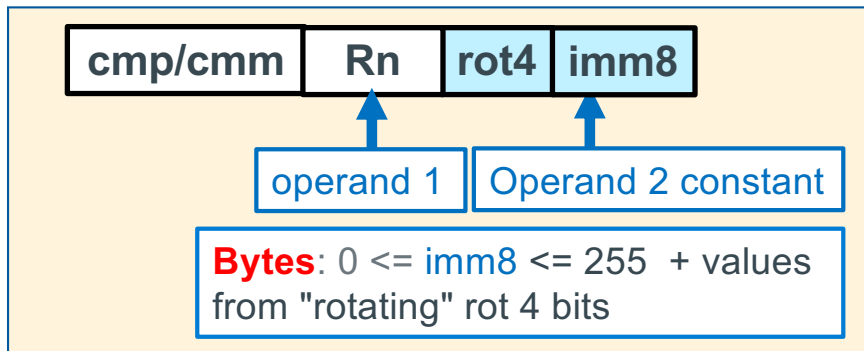 cmp/cmm Rn rot4 imm8
operand 1 Operand 2 constant
Bytes: 0 <= imm8 <= 255 + values
from "rotating" rot 4 bits